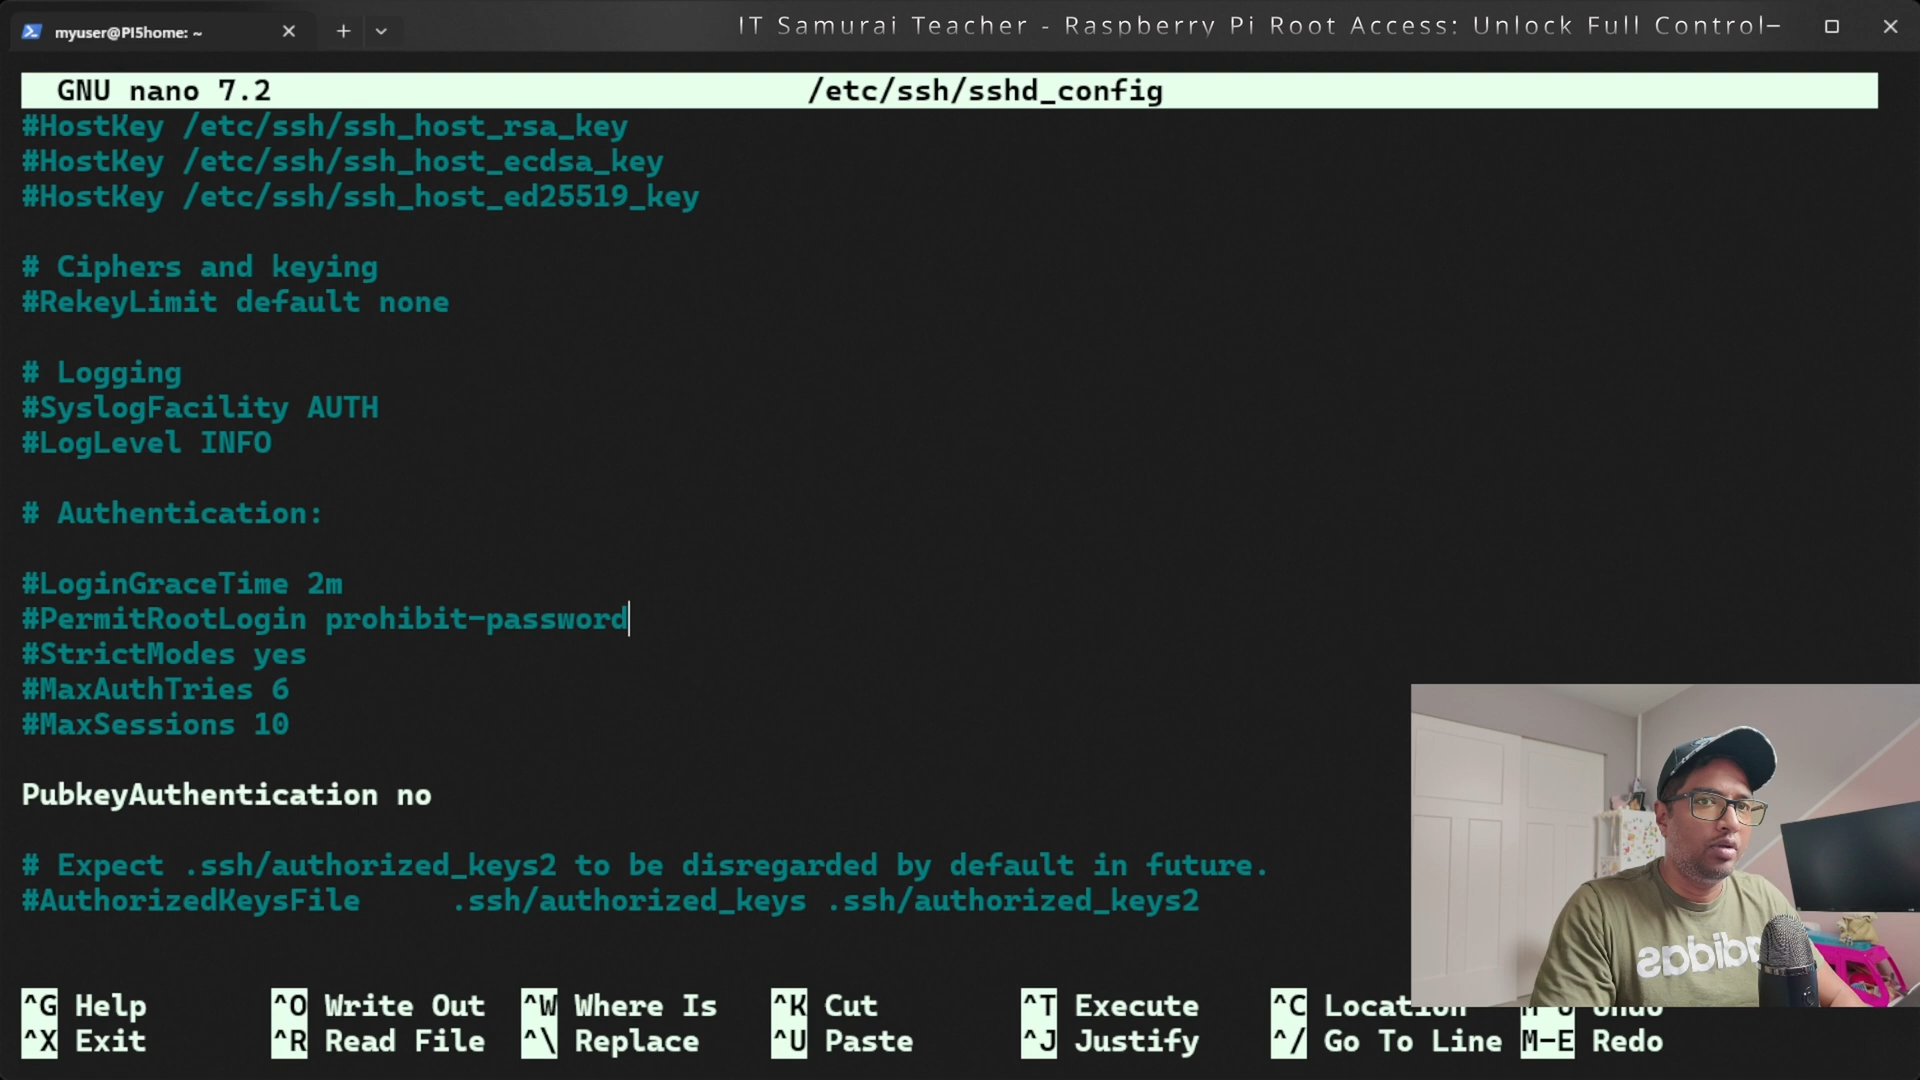 myuser@PI5home: ~
IT Samurai Teacher - Raspberry Pi Root Access: Unlock Full Control
GNU nano 7.2 /etc/ssh/sshd_config
#HostKey /etc/ssh/ssh_host_rsa_key
#HostKey /etc/ssh/ssh_host_ecdsa_key
#HostKey /etc/ssh/ssh_host_ed25519_key
# Ciphers and keying
#RekeyLimit default none
# Logging
#SyslogFacility AUTH
#LogLevel INFO
# Authentication:
#LoginGraceTime 2m
#PermitRootLogin prohibit-password
#StrictModes yes
#MaxAuthTries 6
#MaxSessions 10
PubkeyAuthentication no
# Expect .ssh/authorized_keys2 to be disregarded by default in future.
#AuthorizedKeysFile .ssh/authorized_keys .ssh/authorized_keys2
adidas
^G Help ^O Write Out ^W Where Is ^K Cut ^T Execute ^C Location M-U Undo
^X Exit ^R Read File ^\ Replace ^U Paste ^J Justify ^/ Go To Line M-E Redo